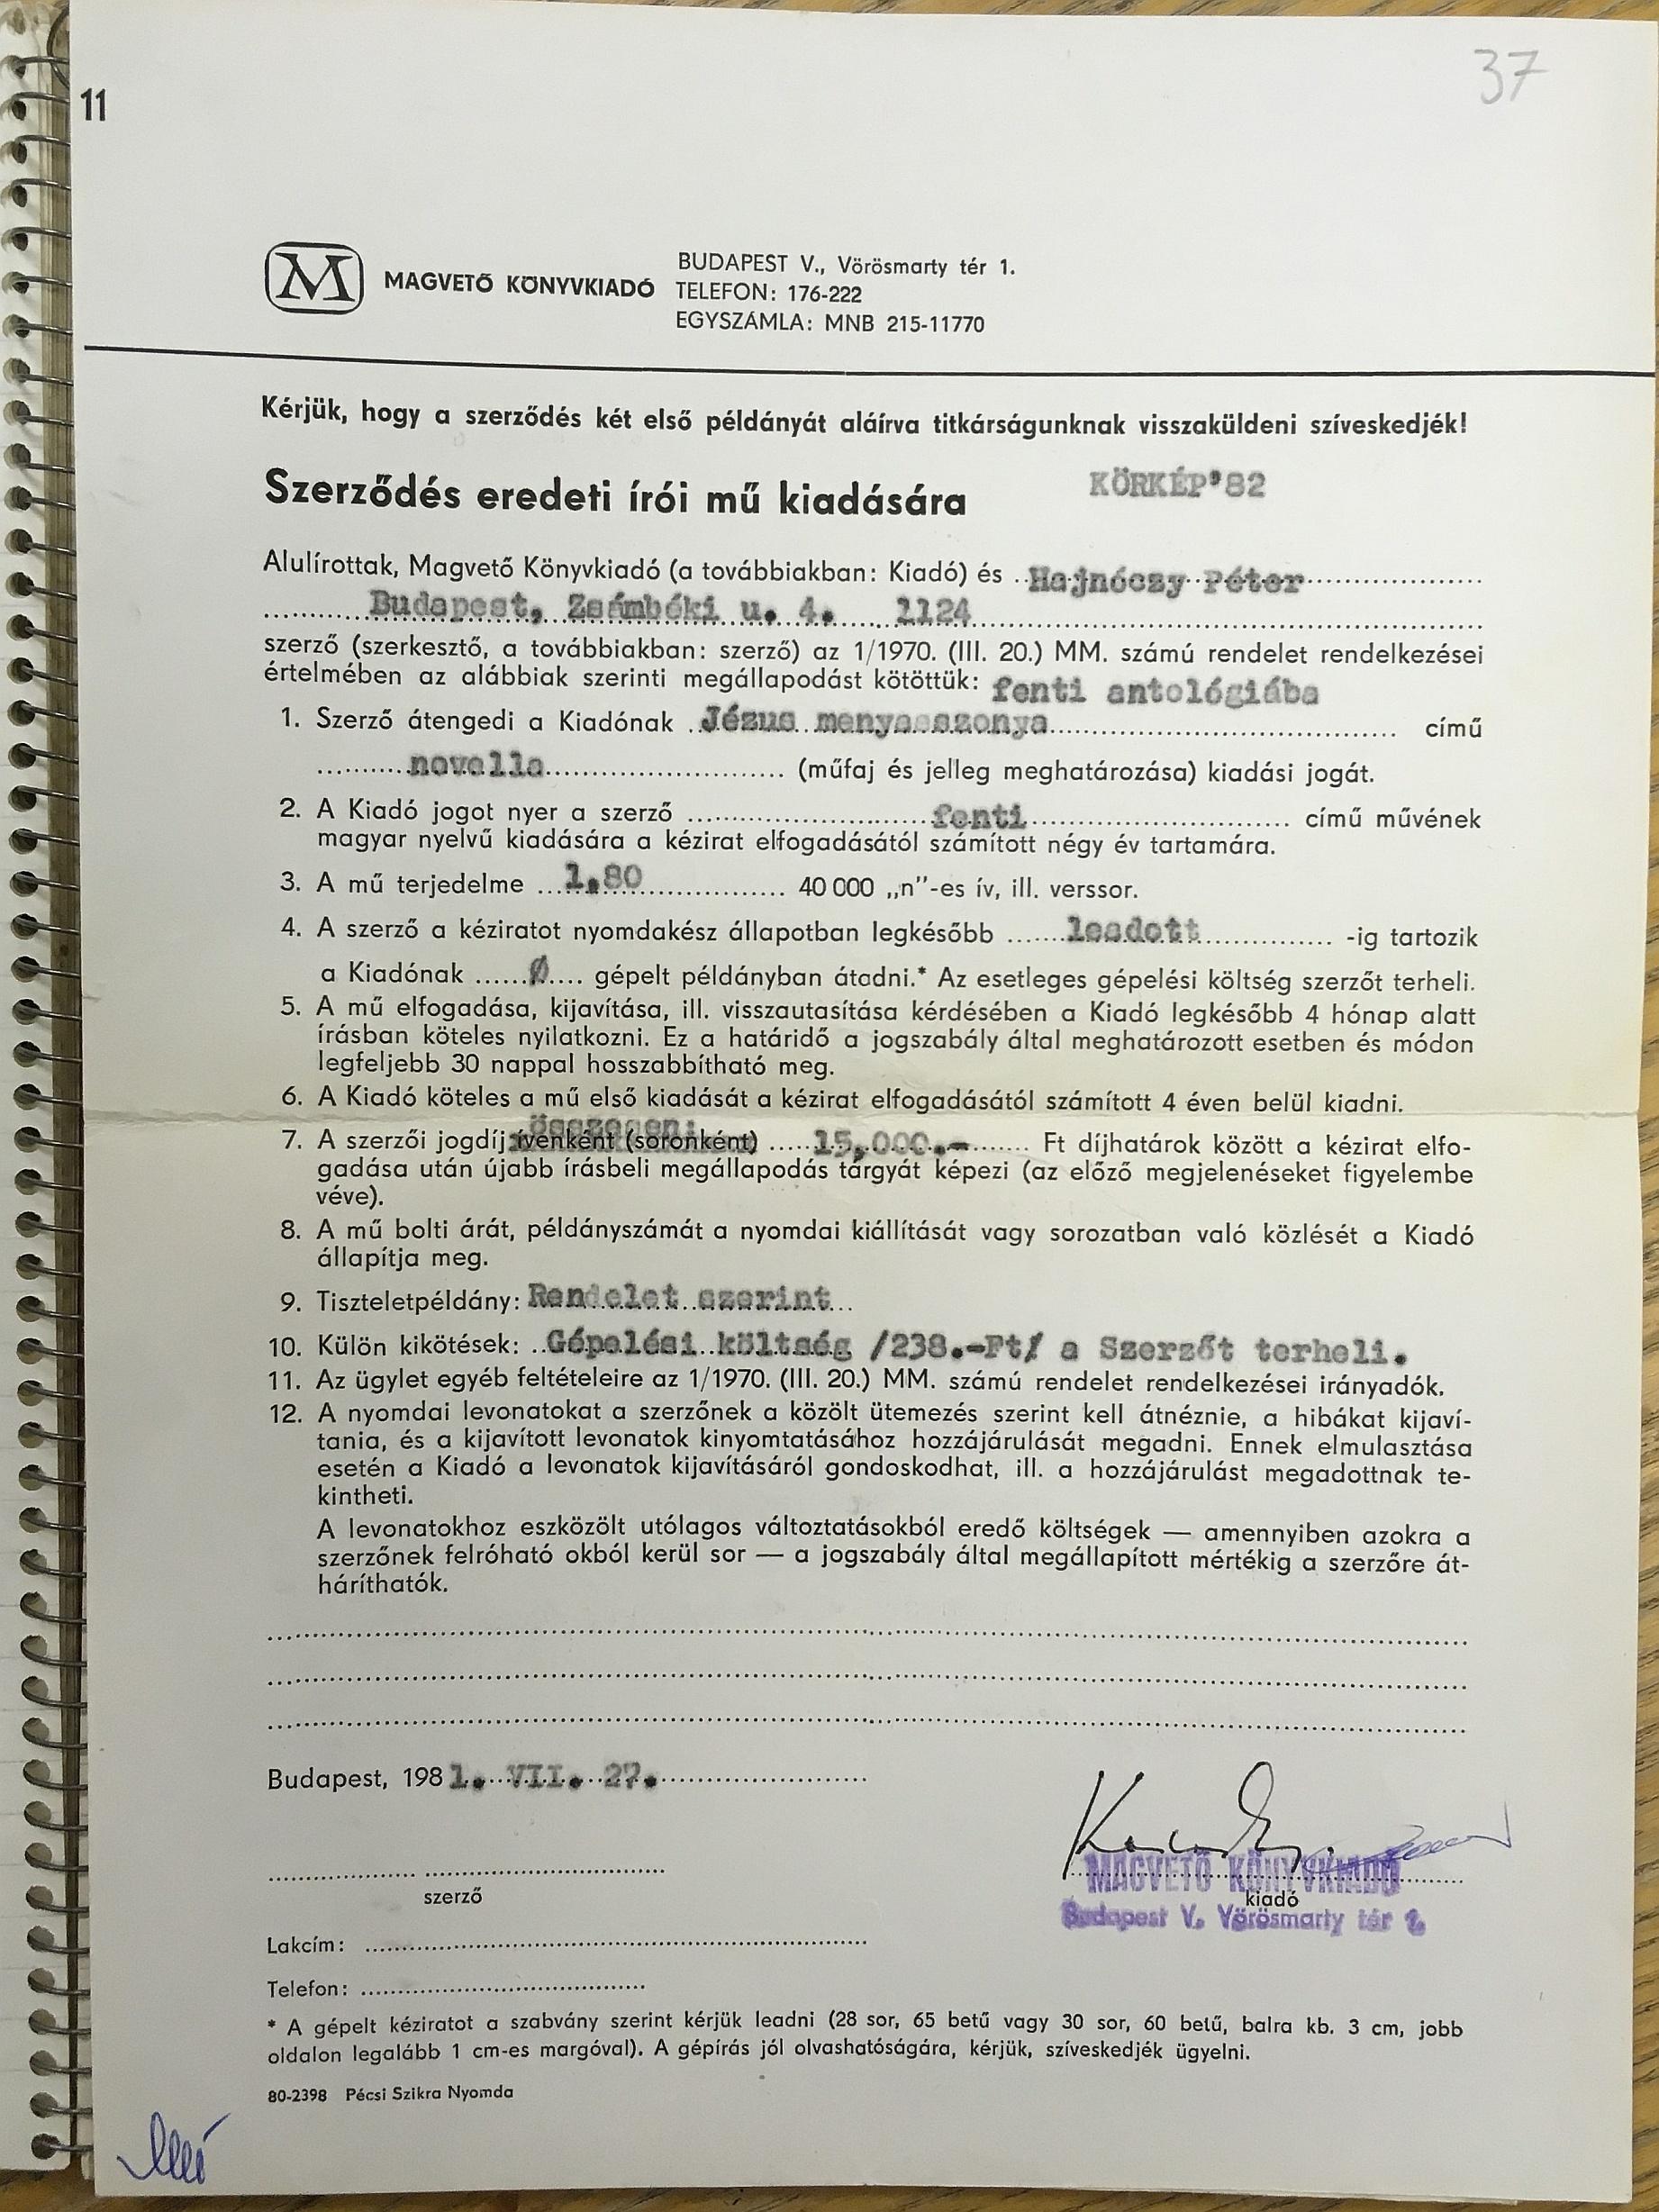 37
11
M MAGVETŐ KÖNYVKIADÓ
BUDAPEST V., Vörösmarty tér 1.
TELEFON: 176-222
EGYSZÁMLA: MNB 215-11770
Kérjük, hogy a szerződés két első példányát aláírva titkárságunknak visszaküldeni szíveskedjék!
Szerződés eredeti írói mű kiadására KÖRKÉP'82
Alulírottak, Magvető Könyvkiadó (a továbbiakban: Kiadó) és Hajnóczy Péter
Budapest, Zsámbéki u. 4. 1124
szerző (szerkesztő, a továbbiakban: szerző) az 1/1970. (III. 20.) MM. számú rendelet rendelkezései
értelmében az alábbiak szerinti megállapodást kötöttük: fenti antológiába
1. Szerző átengedi a Kiadónak Jézus menyasszonya című
novella (műfaj és jelleg meghatározása) kiadási jogát.
2. A Kiadó jogot nyer a szerző fenti című művének
magyar nyelvű kiadására a kézirat elfogadásától számított négy év tartamára.
3. A mű terjedelme 1,80 40 000 „n”-es ív, ill. verssor.
4. A szerző a kéziratot nyomdakész állapotban legkésőbb leadott -ig tartozik
a Kiadónak Ø gépelt példányban átadni.* Az esetleges gépelési költség szerzőt terheli.
5. A mű elfogadása, kijavítása, ill. visszautasítása kérdésében a Kiadó legkésőbb 4 hónap alatt
írásban köteles nyilatkozni. Ez a határidő a jogszabály által meghatározott esetben és módon
legfeljebb 30 nappal hosszabbítható meg.
6. A Kiadó köteles a mű első kiadását a kézirat elfogadásától számított 4 éven belül kiadni.
összegen:
7. A szerzői jogdíj ívenként (soronként) 15,000.- Ft díjhatárok között a kézirat elfo-
gadása után újabb írásbeli megállapodás tárgyát képezi (az előző megjelenéseket figyelembe
véve).
8. A mű bolti árát, példányszámát a nyomdai kiállítását vagy sorozatban való közlését a Kiadó
állapítja meg.
9. Tiszteletpéldány: Rendelet szerint
10. Külön kikötések: Gépelési költség /238.-Ft/ a Szerzőt terheli.
11. Az ügylet egyéb feltételeire az 1/1970. (III. 20.) MM. számú rendelet rendelkezései irányadók.
12. A nyomdai levonatokat a szerzőnek a közölt ütemezés szerint kell átnéznie, a hibákat kijaví-
tania, és a kijavított levonatok kinyomtatásához hozzájárulását megadni. Ennek elmulasztása
esetén a Kiadó a levonatok kijavításáról gondoskodhat, ill. a hozzájárulást megadottnak te-
kintheti.
A levonatokhoz eszközölt utólagos változtatásokból eredő költségek — amennyiben azokra a
szerzőnek felróható okból kerül sor — a jogszabály által megállapított mértékig a szerzőre át-
háríthatók.
Budapest, 1981. VII. 27.
MAGVETŐ KÖNYVKIADÓ
szerző
kiadó
Budapest V. Vörösmarty tér 1.
Lakcím:
Telefon:
* A gépelt kéziratot a szabvány szerint kérjük leadni (28 sor, 65 betű vagy 30 sor, 60 betű, balra kb. 3 cm, jobb
oldalon legalább 1 cm-es margóval). A gépírás jól olvashatóságára, kérjük, szíveskedjék ügyelni.
80-2398 Pécsi Szikra Nyomda